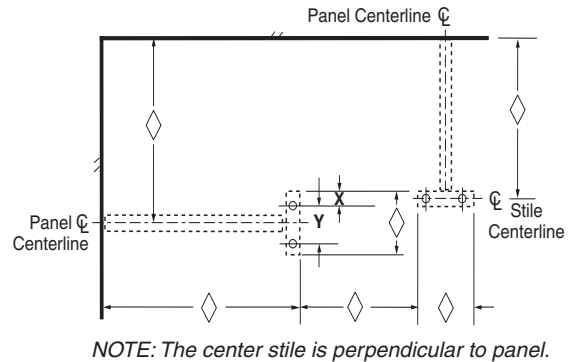 Panel Centerline ℄
X
Y
Panel ℄
Centerline
℄ Stile
Centerline
NOTE: The center stile is perpendicular to panel.